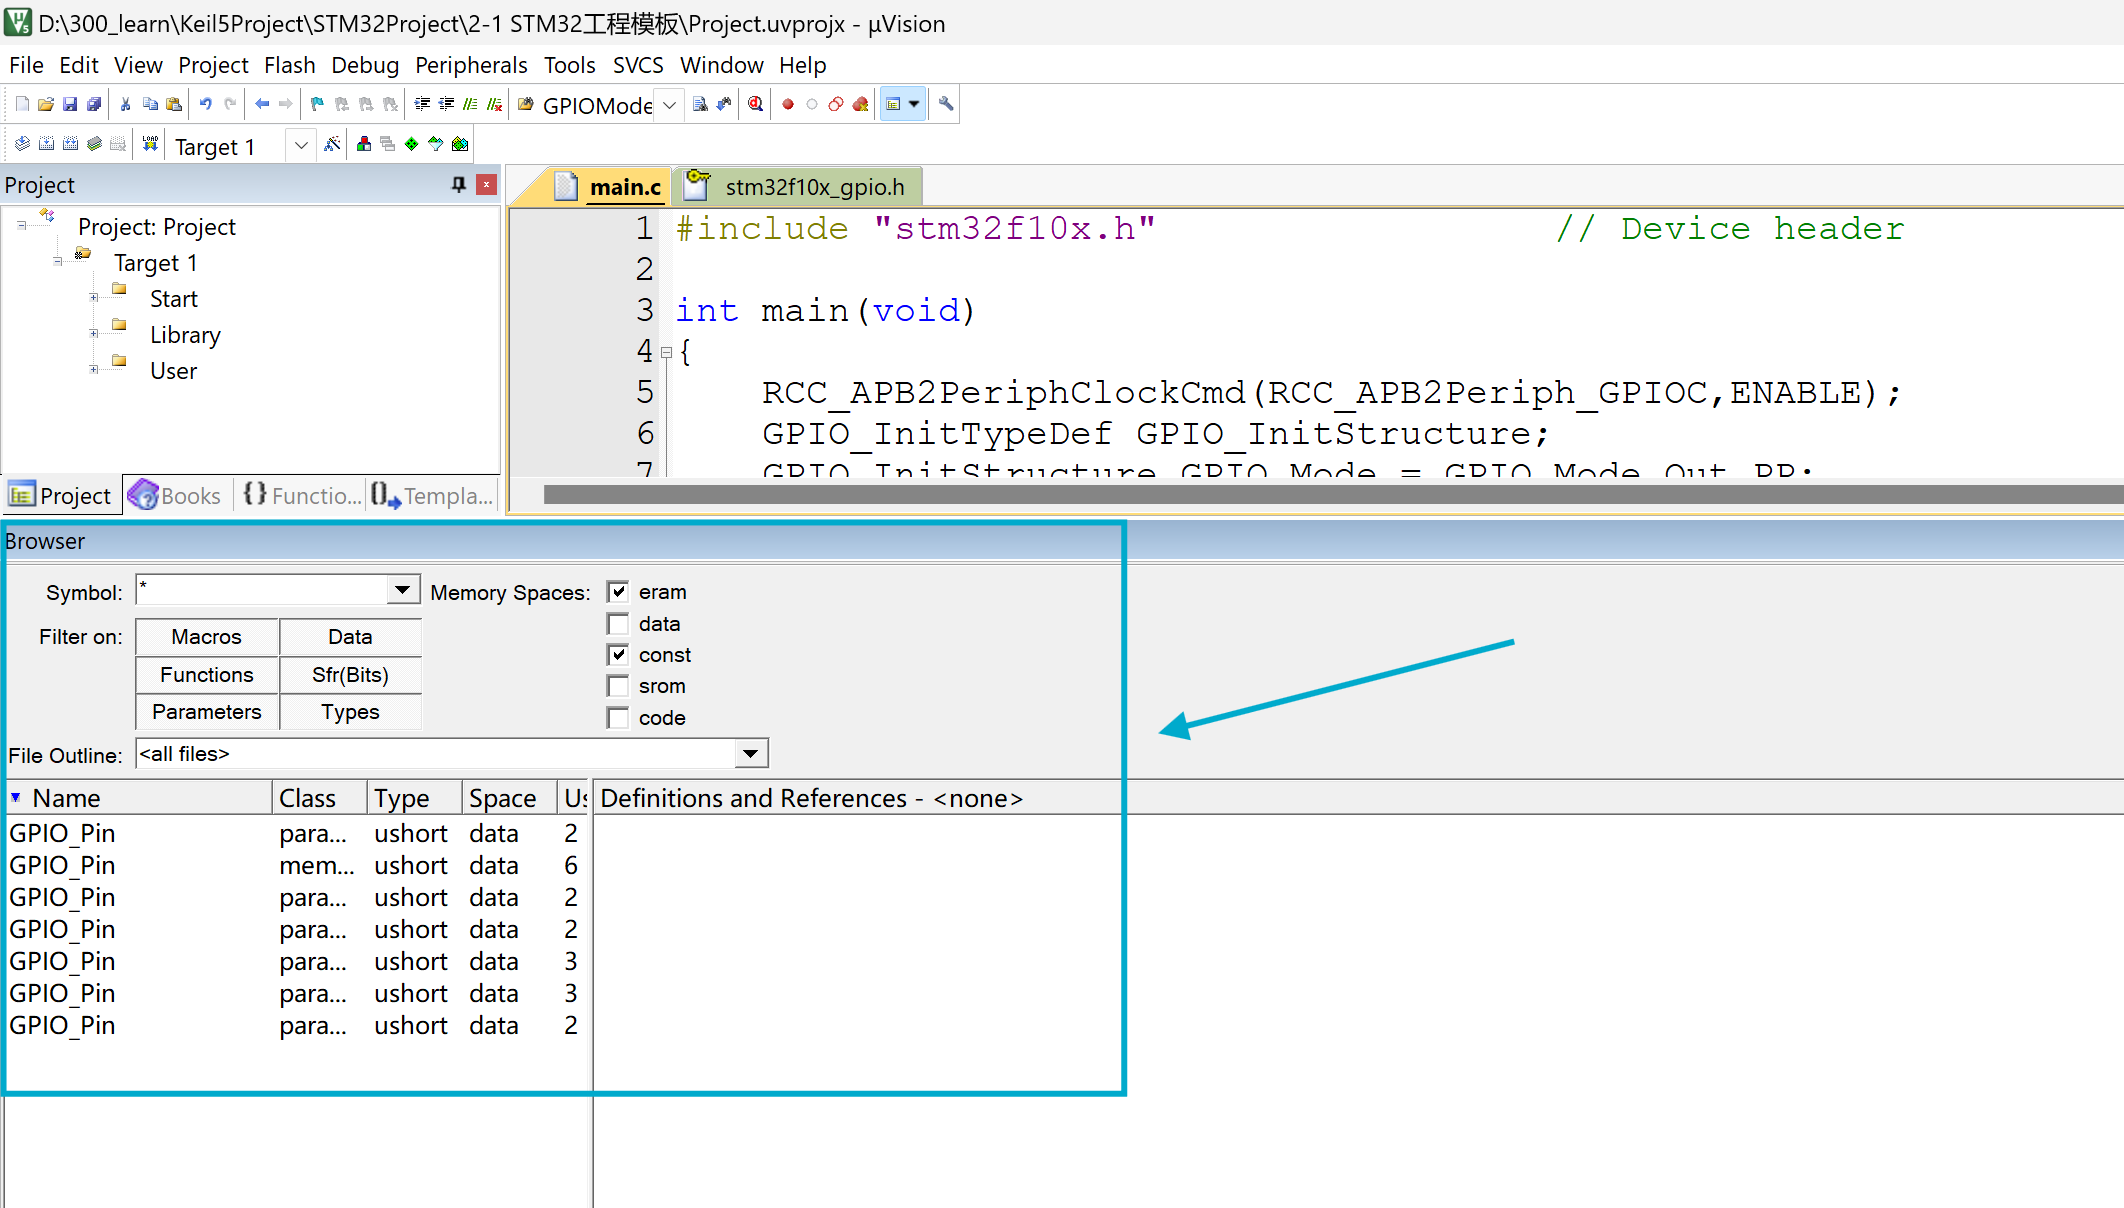 D:\300_learn\Keil5Project\STM32Project\2-1 STM32工程模板\Project.uvprojx - µVision
File Edit View Project Flash Debug Peripherals Tools SVCS Window Help
GPIOMode
LOAD
Target 1
Project
Project: Project
Target 1
Start
Library
User
Project Books Functio... Templa...
main.c stm32f10x_gpio.h
1 #include "stm32f10x.h" // Device header
2
3 int main(void)
4 {
5 RCC_APB2PeriphClockCmd(RCC_APB2Periph_GPIOC,ENABLE);
6 GPIO_InitTypeDef GPIO_InitStructure;
7 GPIO_InitStructure.GPIO_Mode = GPIO_Mode_Out_PP;
Browser
Symbol: * Memory Spaces: eram
data
const
srom
code
Filter on: Macros Data
Functions Sfr(Bits)
Parameters Types
File Outline: <all files>
Name Class Type Space Us Definitions and References - <none>
GPIO_Pin para... ushort data 2
GPIO_Pin mem... ushort data 6
GPIO_Pin para... ushort data 2
GPIO_Pin para... ushort data 2
GPIO_Pin para... ushort data 3
GPIO_Pin para... ushort data 3
GPIO_Pin para... ushort data 2